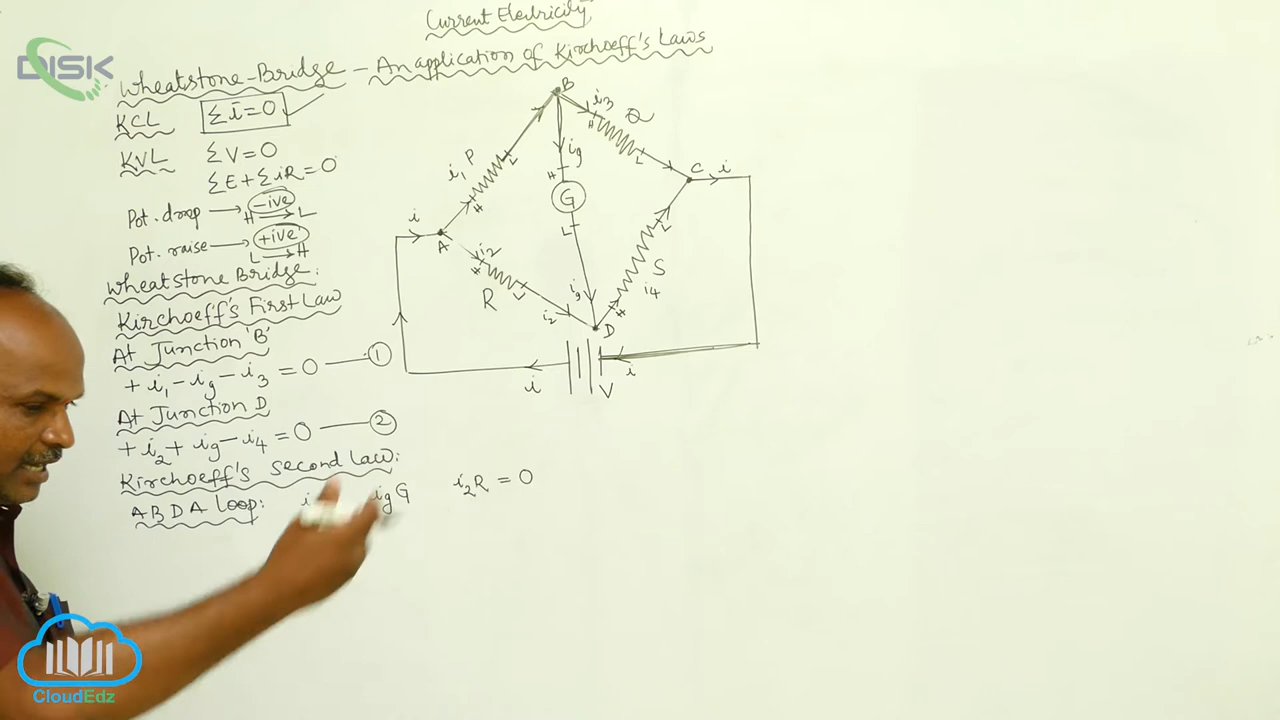 Current Electricity
DISK
Wheatstone-Bridge - An application of Kirchoeff's Laws
KCL Σi=0
KVL ΣV=0
ΣE+ΣiR=0
Pot. drop → -ive
H → L
Pot. raise → +ive
L → H
Wheatstone Bridge:
Kirchoeff's First Law
At Junction 'B'
+i₁-ig-i₃=0 — ①
At Junction D
+i₂+ig-i₄=0 — ②
Kirchoeff's second law:
ABDA loop: i igG i₂R = 0
B
i₃
Q
H
L
i₁ P
L
H
ig
H
G
L
C
i
i
A
i₂
H
L
R
i₂
ig
D
L
S
i₄
H
i
V
i
CloudEdz